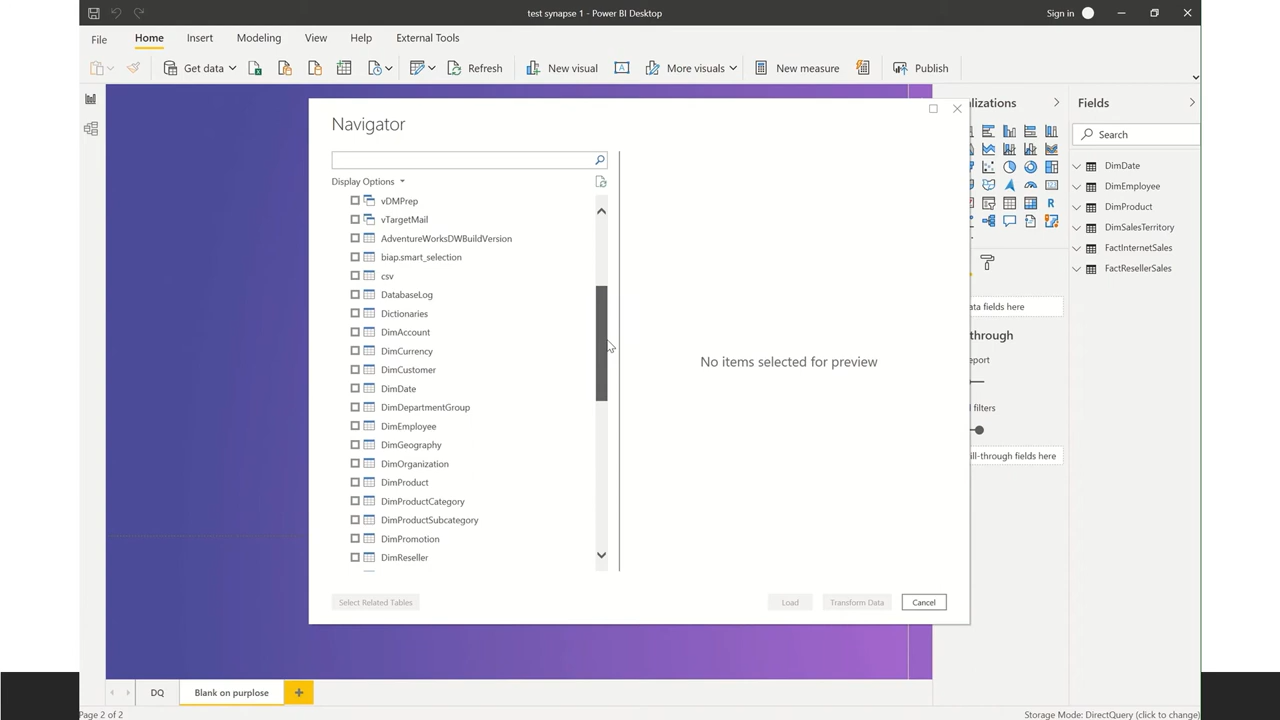 test synapse 1 - Power BI Desktop
Sign in
File
Home
Insert
Modeling
View
Help
External Tools
Get data
Refresh
New visual
More visuals
New measure
Publish
Navigator
Display Options
vDMPrep
vTargetMail
AdventureWorksDWBuildVersion
biap.smart_selection
csv
DatabaseLog
Dictionaries
DimAccount
DimCurrency
DimCustomer
DimDate
DimDepartmentGroup
DimEmployee
DimGeography
DimOrganization
DimProduct
DimProductCategory
DimProductSubcategory
DimPromotion
DimReseller
No items selected for preview
Select Related Tables
Load
Transform Data
Cancel
alizations
R
ata fields here
through
eport
l filters
ill-through fields here
Fields
Search
DimDate
DimEmployee
DimProduct
DimSalesTerritory
FactInternetSales
FactResellerSales
DQ
Blank on purplose
Page 2 of 2
Storage Mode: DirectQuery (click to change)